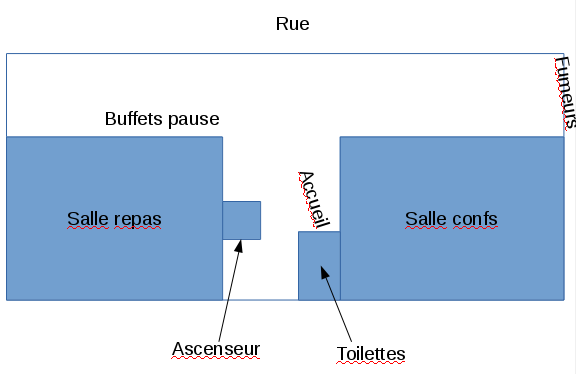 Rue
Fumeurs
Buffets pause
Accueil
Salle repas
Salle confs
Ascenseur
Toilettes